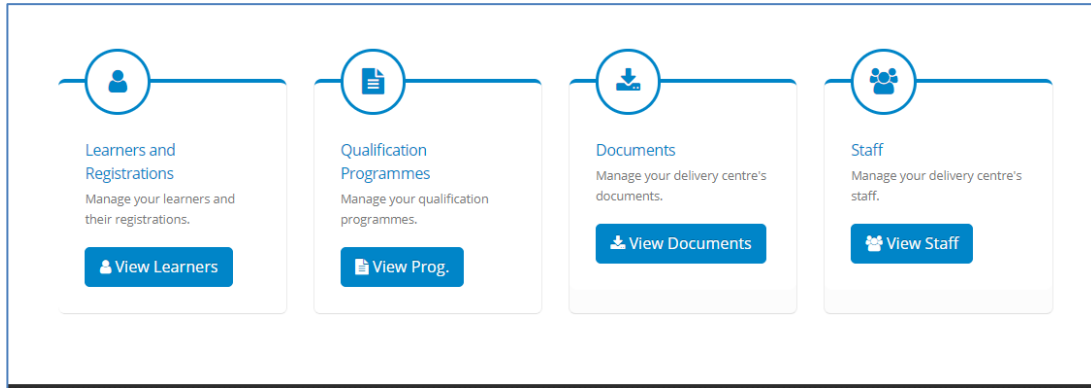 Learners and
Registrations
Manage your learners and
their registrations.
View Learners
Qualification
Programmes
Manage your qualification
programmes.
View Prog.
Documents
Manage your delivery centre's
documents.
View Documents
Staff
Manage your delivery centre's
staff.
View Staff